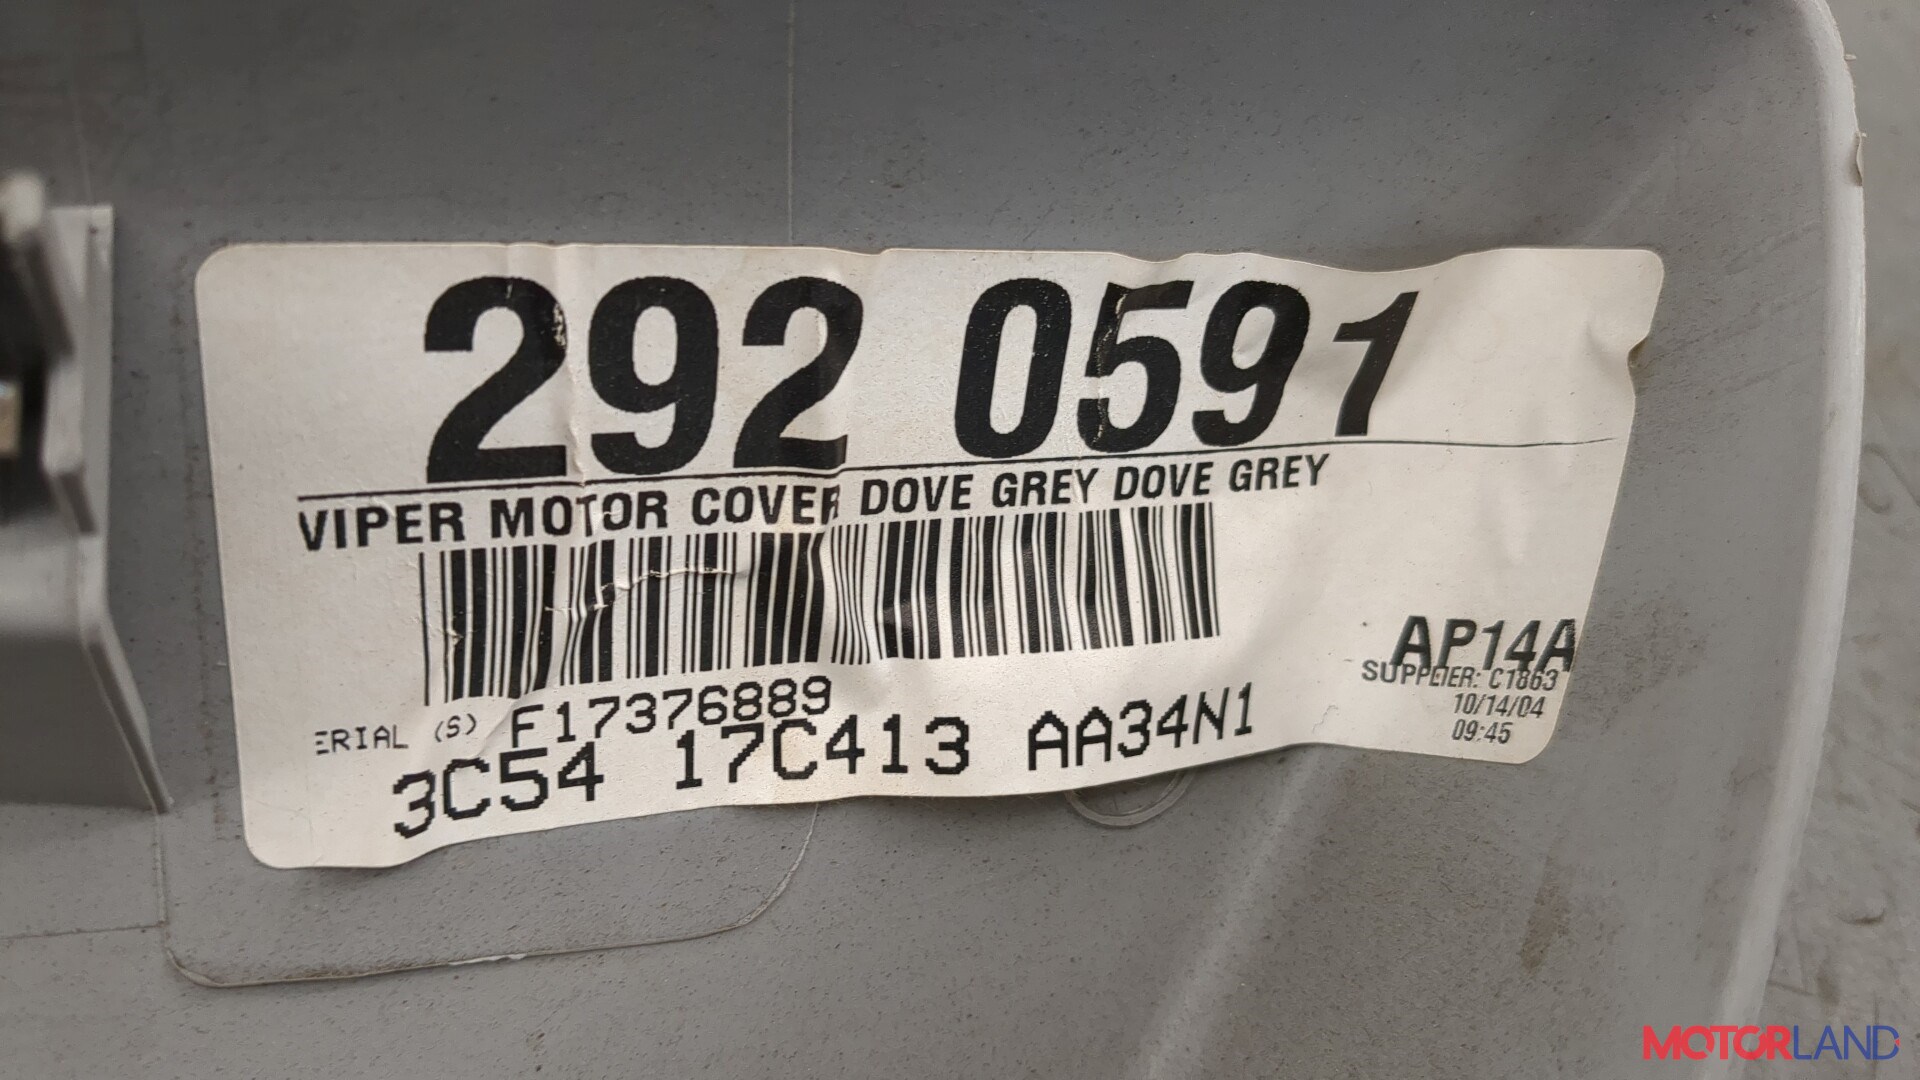 292 0591
VIPER MOTOR COVER DOVE GREY DOVE GREY
AP14A
SUPPLIER: C1863
10/14/04
09:45
ERIAL (S) F17376889
3C54 17C413 AA34N1
MOTORLAND